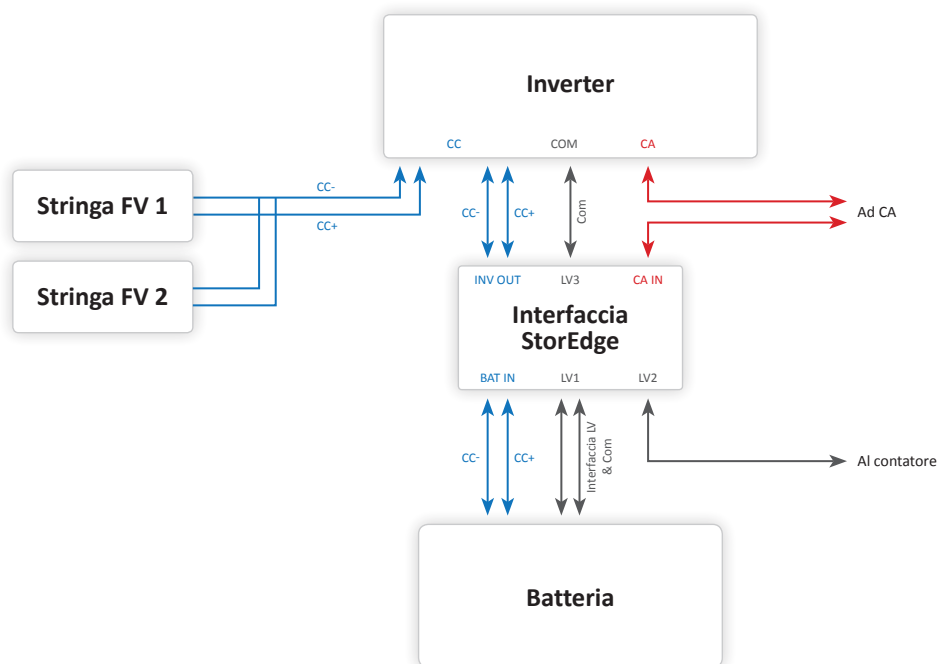 Inverter
CC
COM
CA
Stringa FV 1
CC-
CC+
CC-
CC+
Com
Ad CA
Stringa FV 2
INV OUT
LV3
CA IN
Interfaccia
StorEdge
BAT IN
LV1
LV2
CC-
CC+
Interfaccia LV
& Com
Al contatore
Batteria